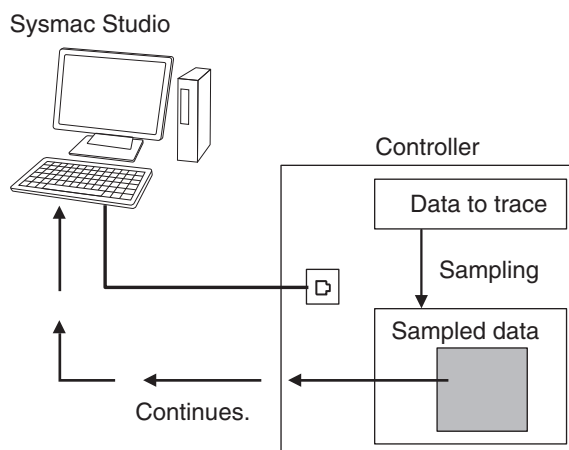 Sysmac Studio
Controller
Data to trace
Sampling
Sampled data
Continues.